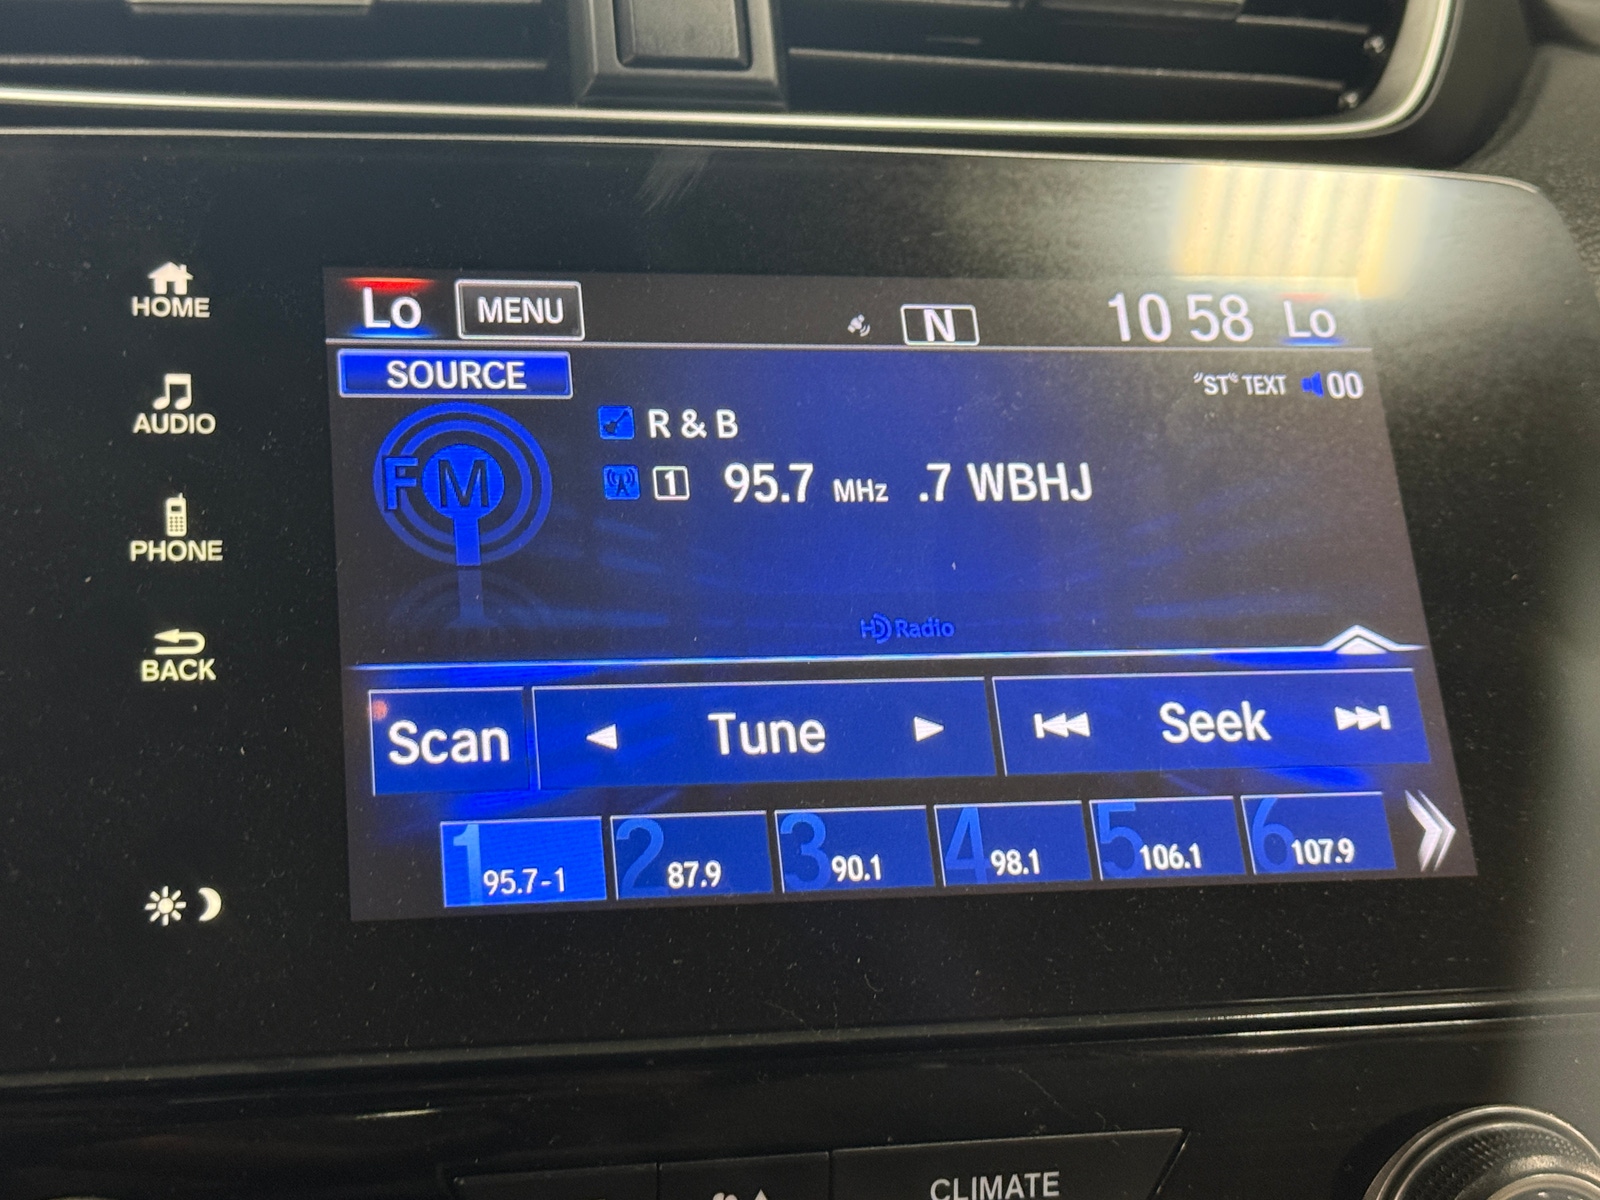 HOME
AUDIO
PHONE
BACK
Lo MENU N 10 58 Lo
SOURCE "ST" TEXT 00
FM
R & B
1 95.7 MHz .7 WBHJ
HD Radio
Scan Tune Seek
1 95.7-1 2 87.9 3 90.1 4 98.1 5 106.1 6 107.9
CLIMATE